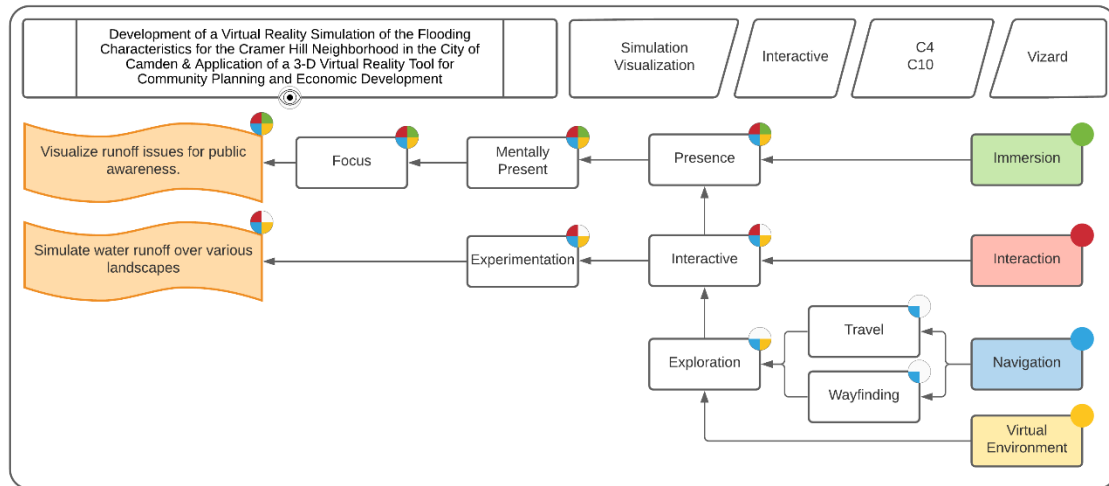 Development of a Virtual Reality Simulation of the Flooding
Characteristics for the Cramer Hill Neighborhood in the City of
Camden & Application of a 3-D Virtual Reality Tool for
Community Planning and Economic Development
Simulation
Visualization
Interactive
C4
C10
Vizard
Visualize runoff issues for public
awareness.
Focus
Mentally
Present
Presence
Immersion
Simulate water runoff over various
landscapes
Experimentation
Interactive
Interaction
Travel
Exploration
Navigation
Wayfinding
Virtual
Environment